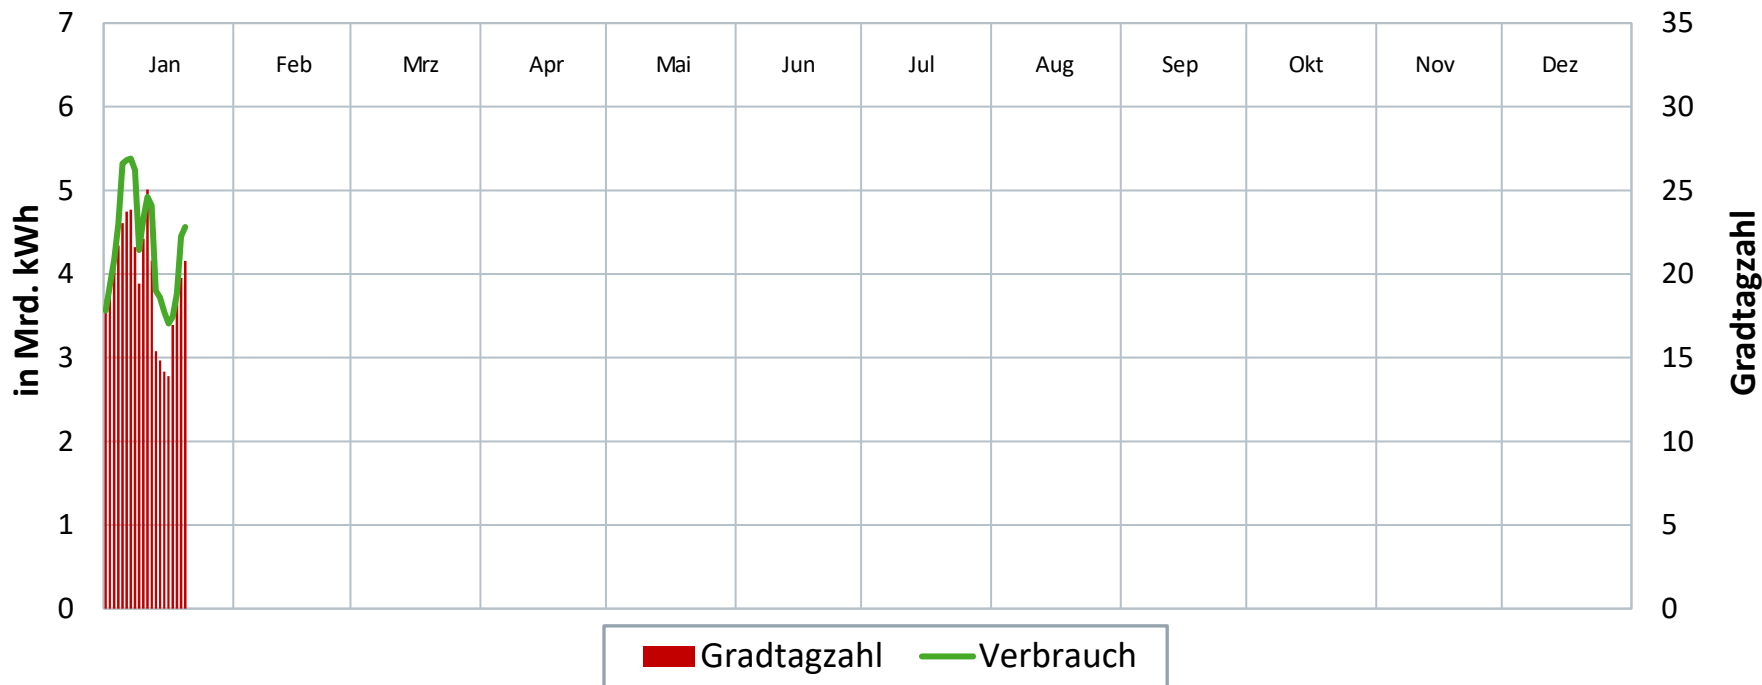 7 35
Jan Feb Mrz Apr Mai Jun Jul Aug Sep Okt Nov Dez
6 30
5 25
4 20
3 15
2 10
1 5
0 0
in Mrd. kWh
Gradtagzahl
Gradtagzahl Verbrauch